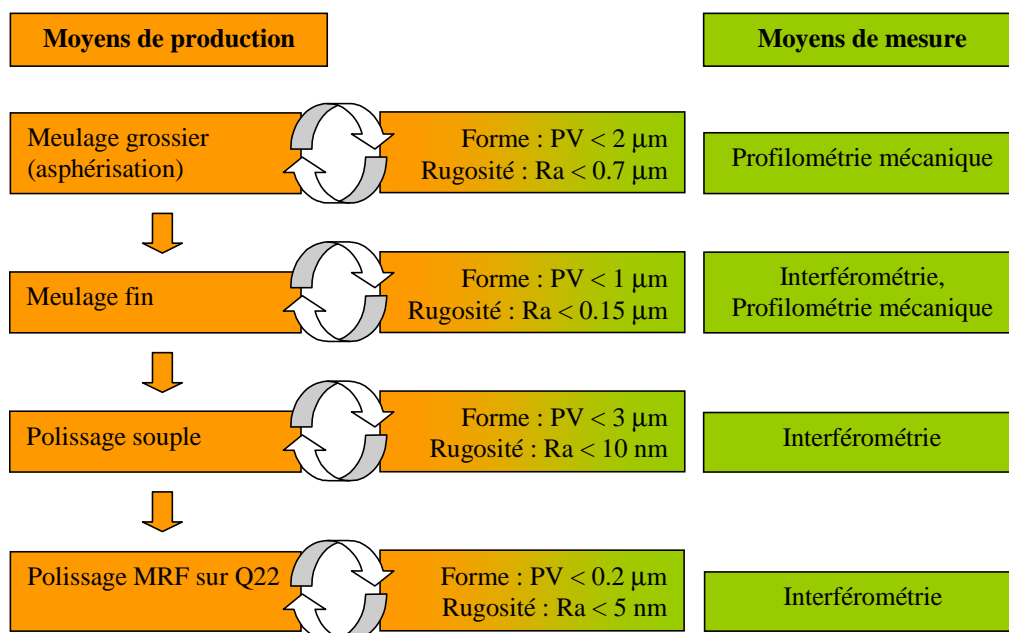 Moyens de production
Moyens de mesure
Meulage grossier
(asphérisation)
Forme : PV < 2 µm
Rugosité : Ra < 0.7 µm
Profilométrie mécanique
Meulage fin
Forme : PV < 1 µm
Rugosité : Ra < 0.15 µm
Interférométrie,
Profilométrie mécanique
Polissage souple
Forme : PV < 3 µm
Rugosité : Ra < 10 nm
Interférométrie
Polissage MRF sur Q22
Forme : PV < 0.2 µm
Rugosité : Ra < 5 nm
Interférométrie